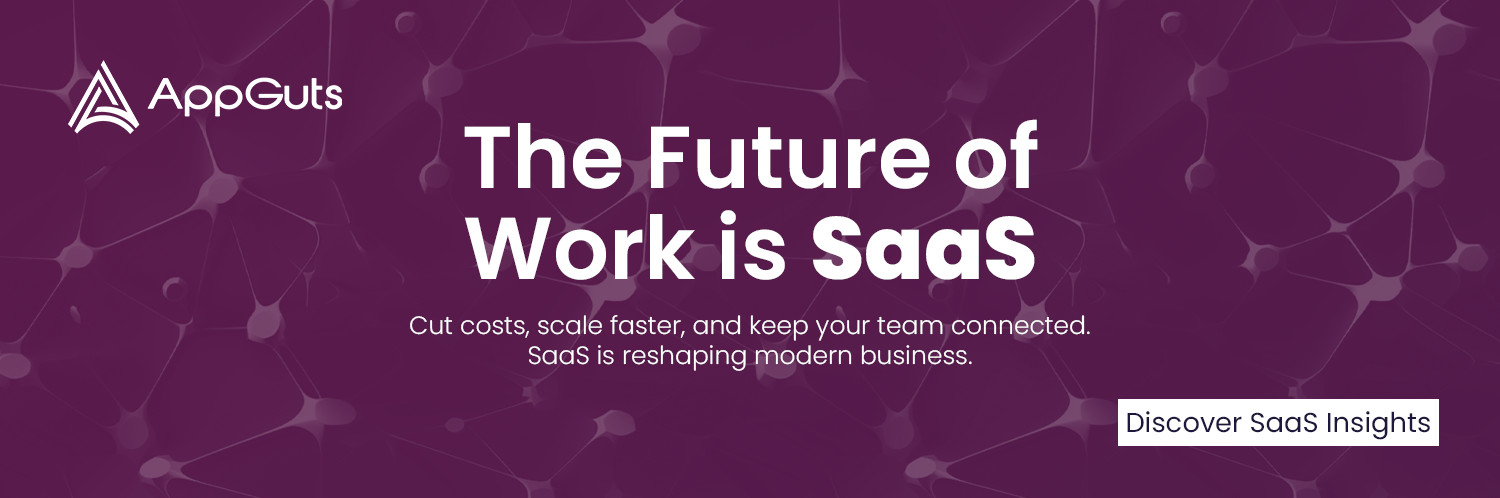 AppGuts
The Future of
Work is SaaS
Cut costs, scale faster, and keep your team connected.
SaaS is reshaping modern business.
Discover SaaS Insights